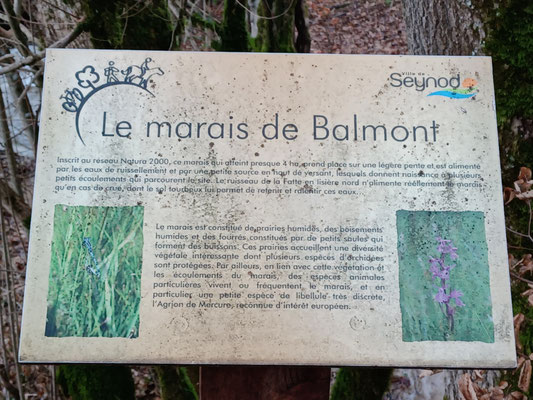 Ville de
Seynod
Le marais de Balmont
Inscrit au réseau Natura 2000, ce marais qui atteint presque 4 ha, prend place sur une légère pente et est alimenté
par les eaux de ruissellement et par une petite source en haut de versant, lesquels donnent naissance à plusieurs
petits écoulements qui parcourent le site. Le ruisseau de la Fatte en lisière nord n'alimente réellement le marais
qu'en cas de crue, dont le sol tourbeux lui permet de retenir et ralentir ces eaux.
Le marais est constitué de prairies humides, des boisements
humides et des fourrés constitués par de petits saules qui
forment des buissons. Ces prairies accueillent une diversité
végétale intéressante dont plusieurs espèces d'orchidées
sont protégées. Par ailleurs, en lien avec cette végétation et
les écoulements du marais, des espèces animales
particulières vivent ou fréquentent le marais, et en
particulier une petite espèce de libellule très discrète,
l'Agrion de Mercure, reconnue d'intérêt européen.